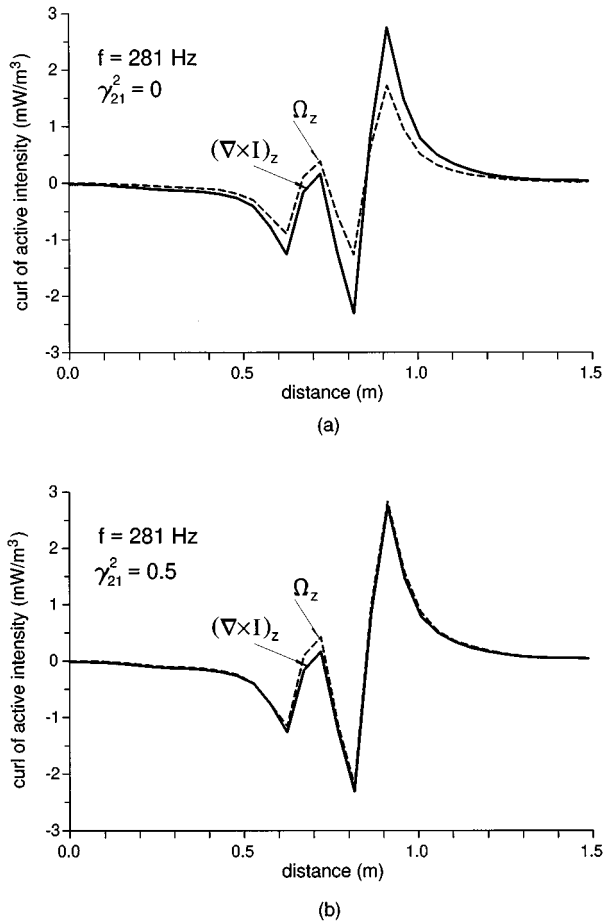 3
2
1
0
-1
-2
-3
curl of active intensity (mW/m³)
f = 281 Hz
γ²₂₁ = 0
Ω_z
(∇×I)_z
0.0 0.5 1.0 1.5
distance (m)
(a)
3
2
1
0
-1
-2
-3
curl of active intensity (mW/m³)
f = 281 Hz
γ²₂₁ = 0.5
Ω_z
(∇×I)_z
0.0 0.5 1.0 1.5
distance (m)
(b)